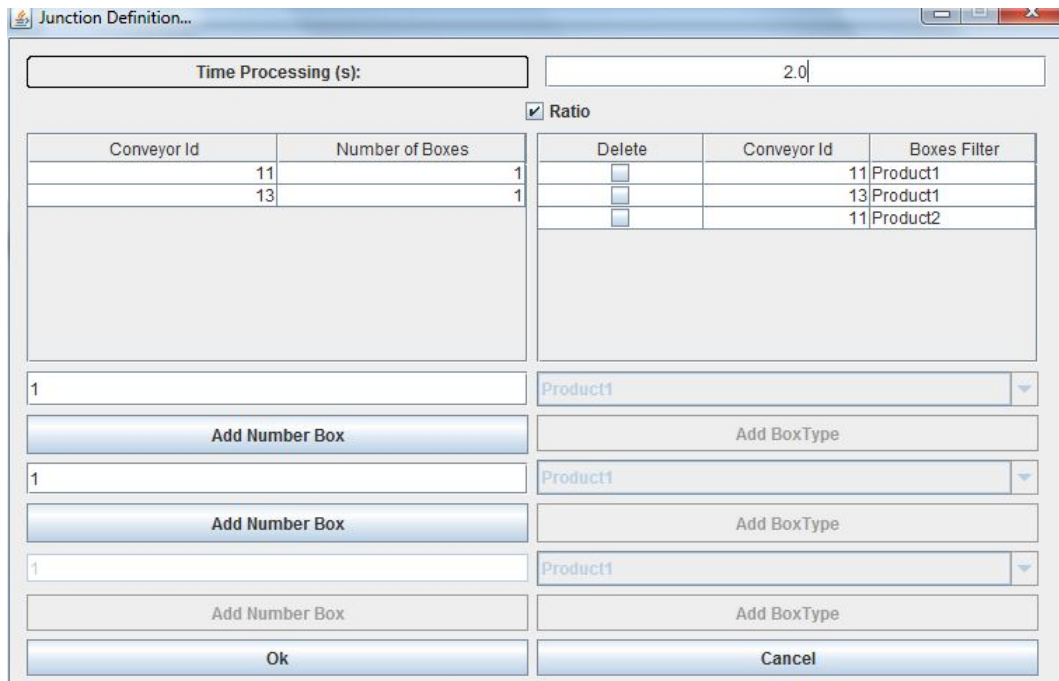 Junction Definition...
Time Processing (s): 2.0
Ratio
Conveyor Id Number of Boxes Delete Conveyor Id Boxes Filter
11 1 11 Product1
13 1 13 Product1
11 Product2
1 Product1
Add Number Box Add BoxType
1 Product1
Add Number Box Add BoxType
1 Product1
Add Number Box Add BoxType
Ok Cancel